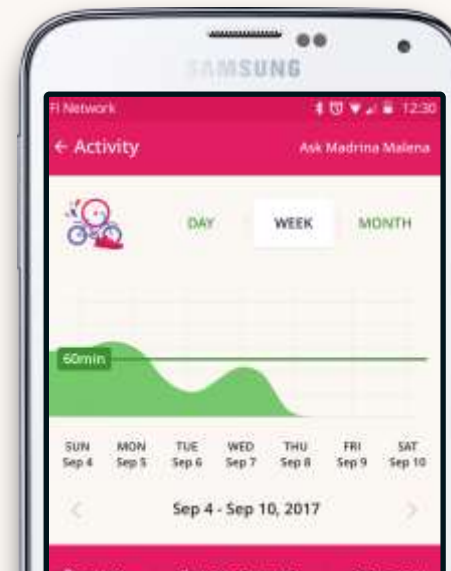 SAMSUNG
FI Network 12:30
← Activity Ask Madrina Malena
DAY WEEK MONTH
60min
SUN MON TUE WED THU FRI SAT
Sep 4 Sep 5 Sep 6 Sep 7 Sep 8 Sep 9 Sep 10
Sep 4 - Sep 10, 2017